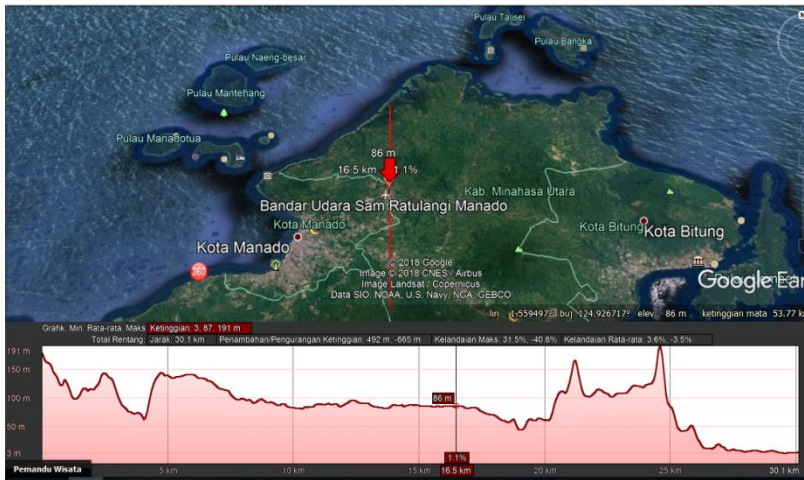 Pulau Talisei
Pulau Bangka
Pulau Naeng-besar
Pulau Mantehang
Pulau Manadotua
86 m
16.5 km 1.1%
Kab. Minahasa Utara
Bandar Udara Sam Ratulangi Manado
Kota Manado
Kota Manado
Kota Bitung
Kota Bitung
360
© 2018 Google
Image © 2018 CNES / Airbus
Image Landsat / Copernicus
Data SIO, NOAA, U.S. Navy, NGA, GEBCO
Google Ear
buj 124.926717° elev 86 m ketinggian mata 53.77 k
Grafik: Min. Rata-rata, Maks Ketinggian: 3, 87, 191 m
Total Rentang: Jarak: 30.1 km Penambahan/Pengurangan Ketinggian: 492 m, -665 m Kelandaian Maks: 31.5%, -40.8% Kelandaian Rata-rata: 3.6%, -3.5%
191 m
150 m
100 m
50 m
3 m
86 m
1.1%
Pemandu Wisata
5 km
10 km
15 km
16.5 km
20 km
25 km
30.1 km